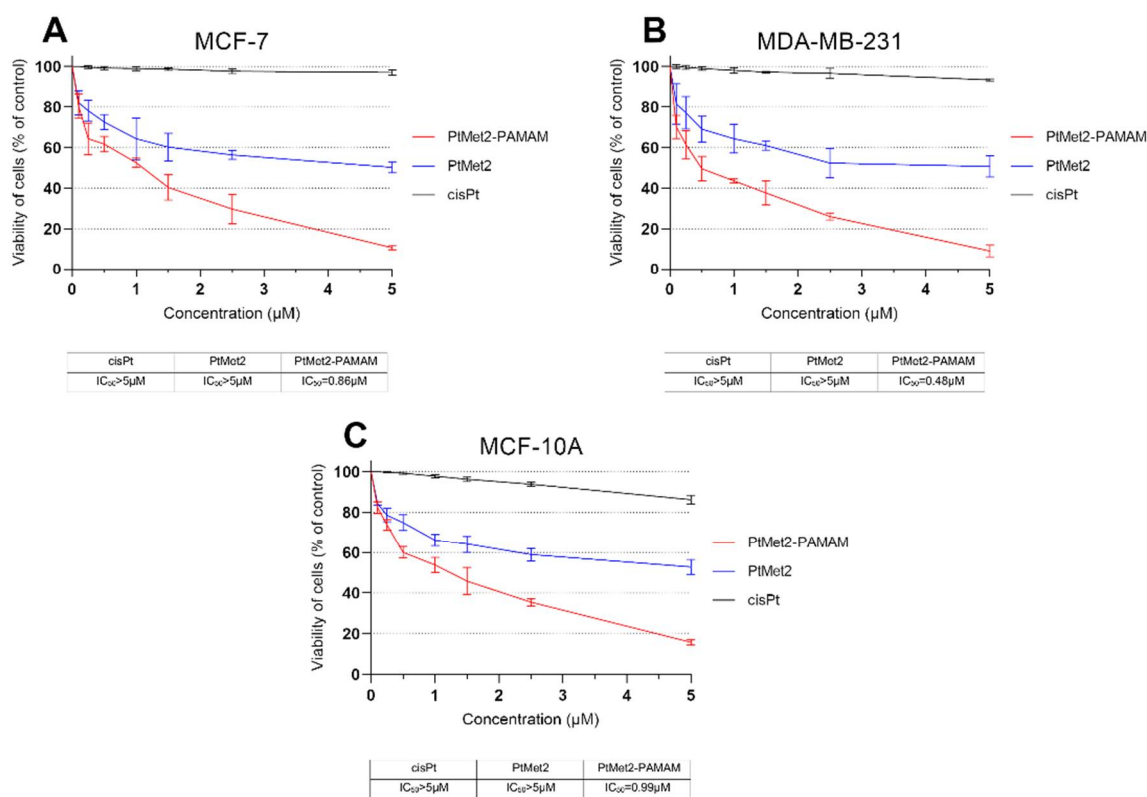 A
MCF-7
Viability of cells (% of control)
100
80
60
40
20
0
0 1 2 3 4 5
Concentration (µM)
PtMet2-PAMAM
PtMet2
cisPt
cisPt PtMet2 PtMet2-PAMAM
IC₅₀>5µM IC₅₀>5µM IC₅₀=0.86µM
B
MDA-MB-231
Viability of cells (% of control)
100
80
60
40
20
0
0 1 2 3 4 5
Concentration (µM)
PtMet2-PAMAM
PtMet2
cisPt
cisPt PtMet2 PtMet2-PAMAM
IC₅₀>5µM IC₅₀>5µM IC₅₀=0.48µM
C
MCF-10A
Viability of cells (% of control)
100
80
60
40
20
0
0 1 2 3 4 5
Concentration (µM)
PtMet2-PAMAM
PtMet2
cisPt
cisPt PtMet2 PtMet2-PAMAM
IC₅₀>5µM IC₅₀>5µM IC₅₀=0.99µM